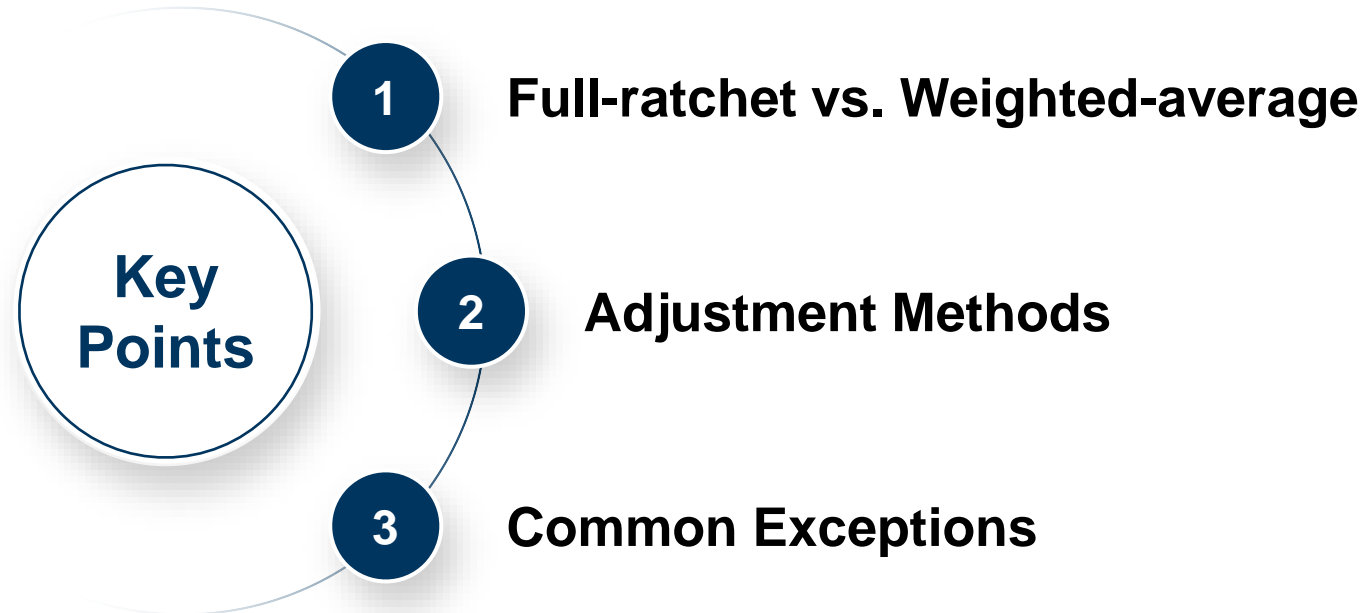 Key
Points
1
Full-ratchet vs. Weighted-average
2
Adjustment Methods
3
Common Exceptions